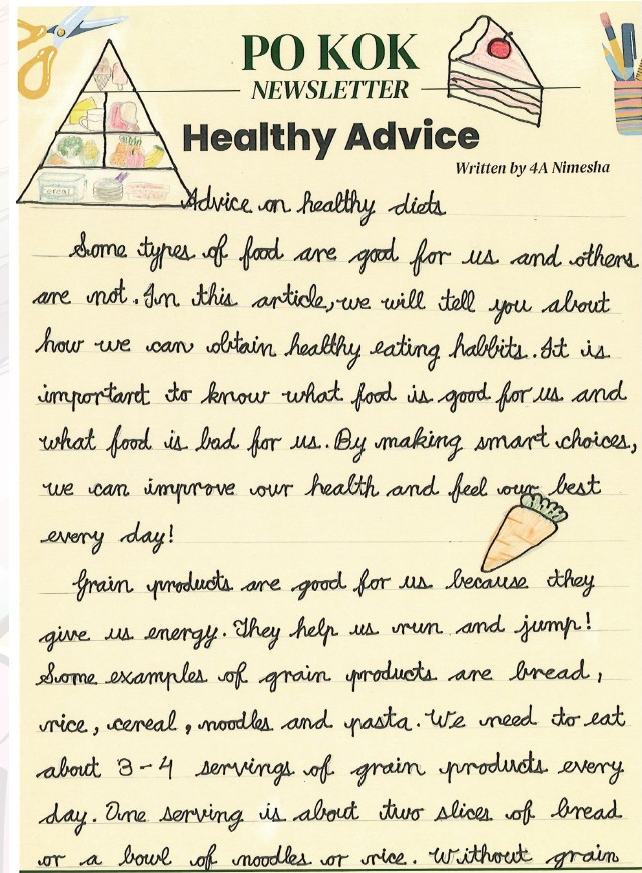 PO KOK
NEWSLETTER
Healthy Advice
Written by 4A Nimesha
Advice on healthy diets
Some types of food are good for us and others
are not. In this article, we will tell you about
how we can obtain healthy eating habbits. It is
important to know what food is good for us and
what food is bad for us. By making smart choices,
we can improve our health and feel our best
every day!
Grain products are good for us because they
give us energy. They help us run and jump!
Some examples of grain products are bread,
rice, cereal, noodles and pasta. We need to eat
about 3-4 servings of grain products every
day. One serving is about two slices of bread
or a bowl of noodles or rice. Without grain
cereal